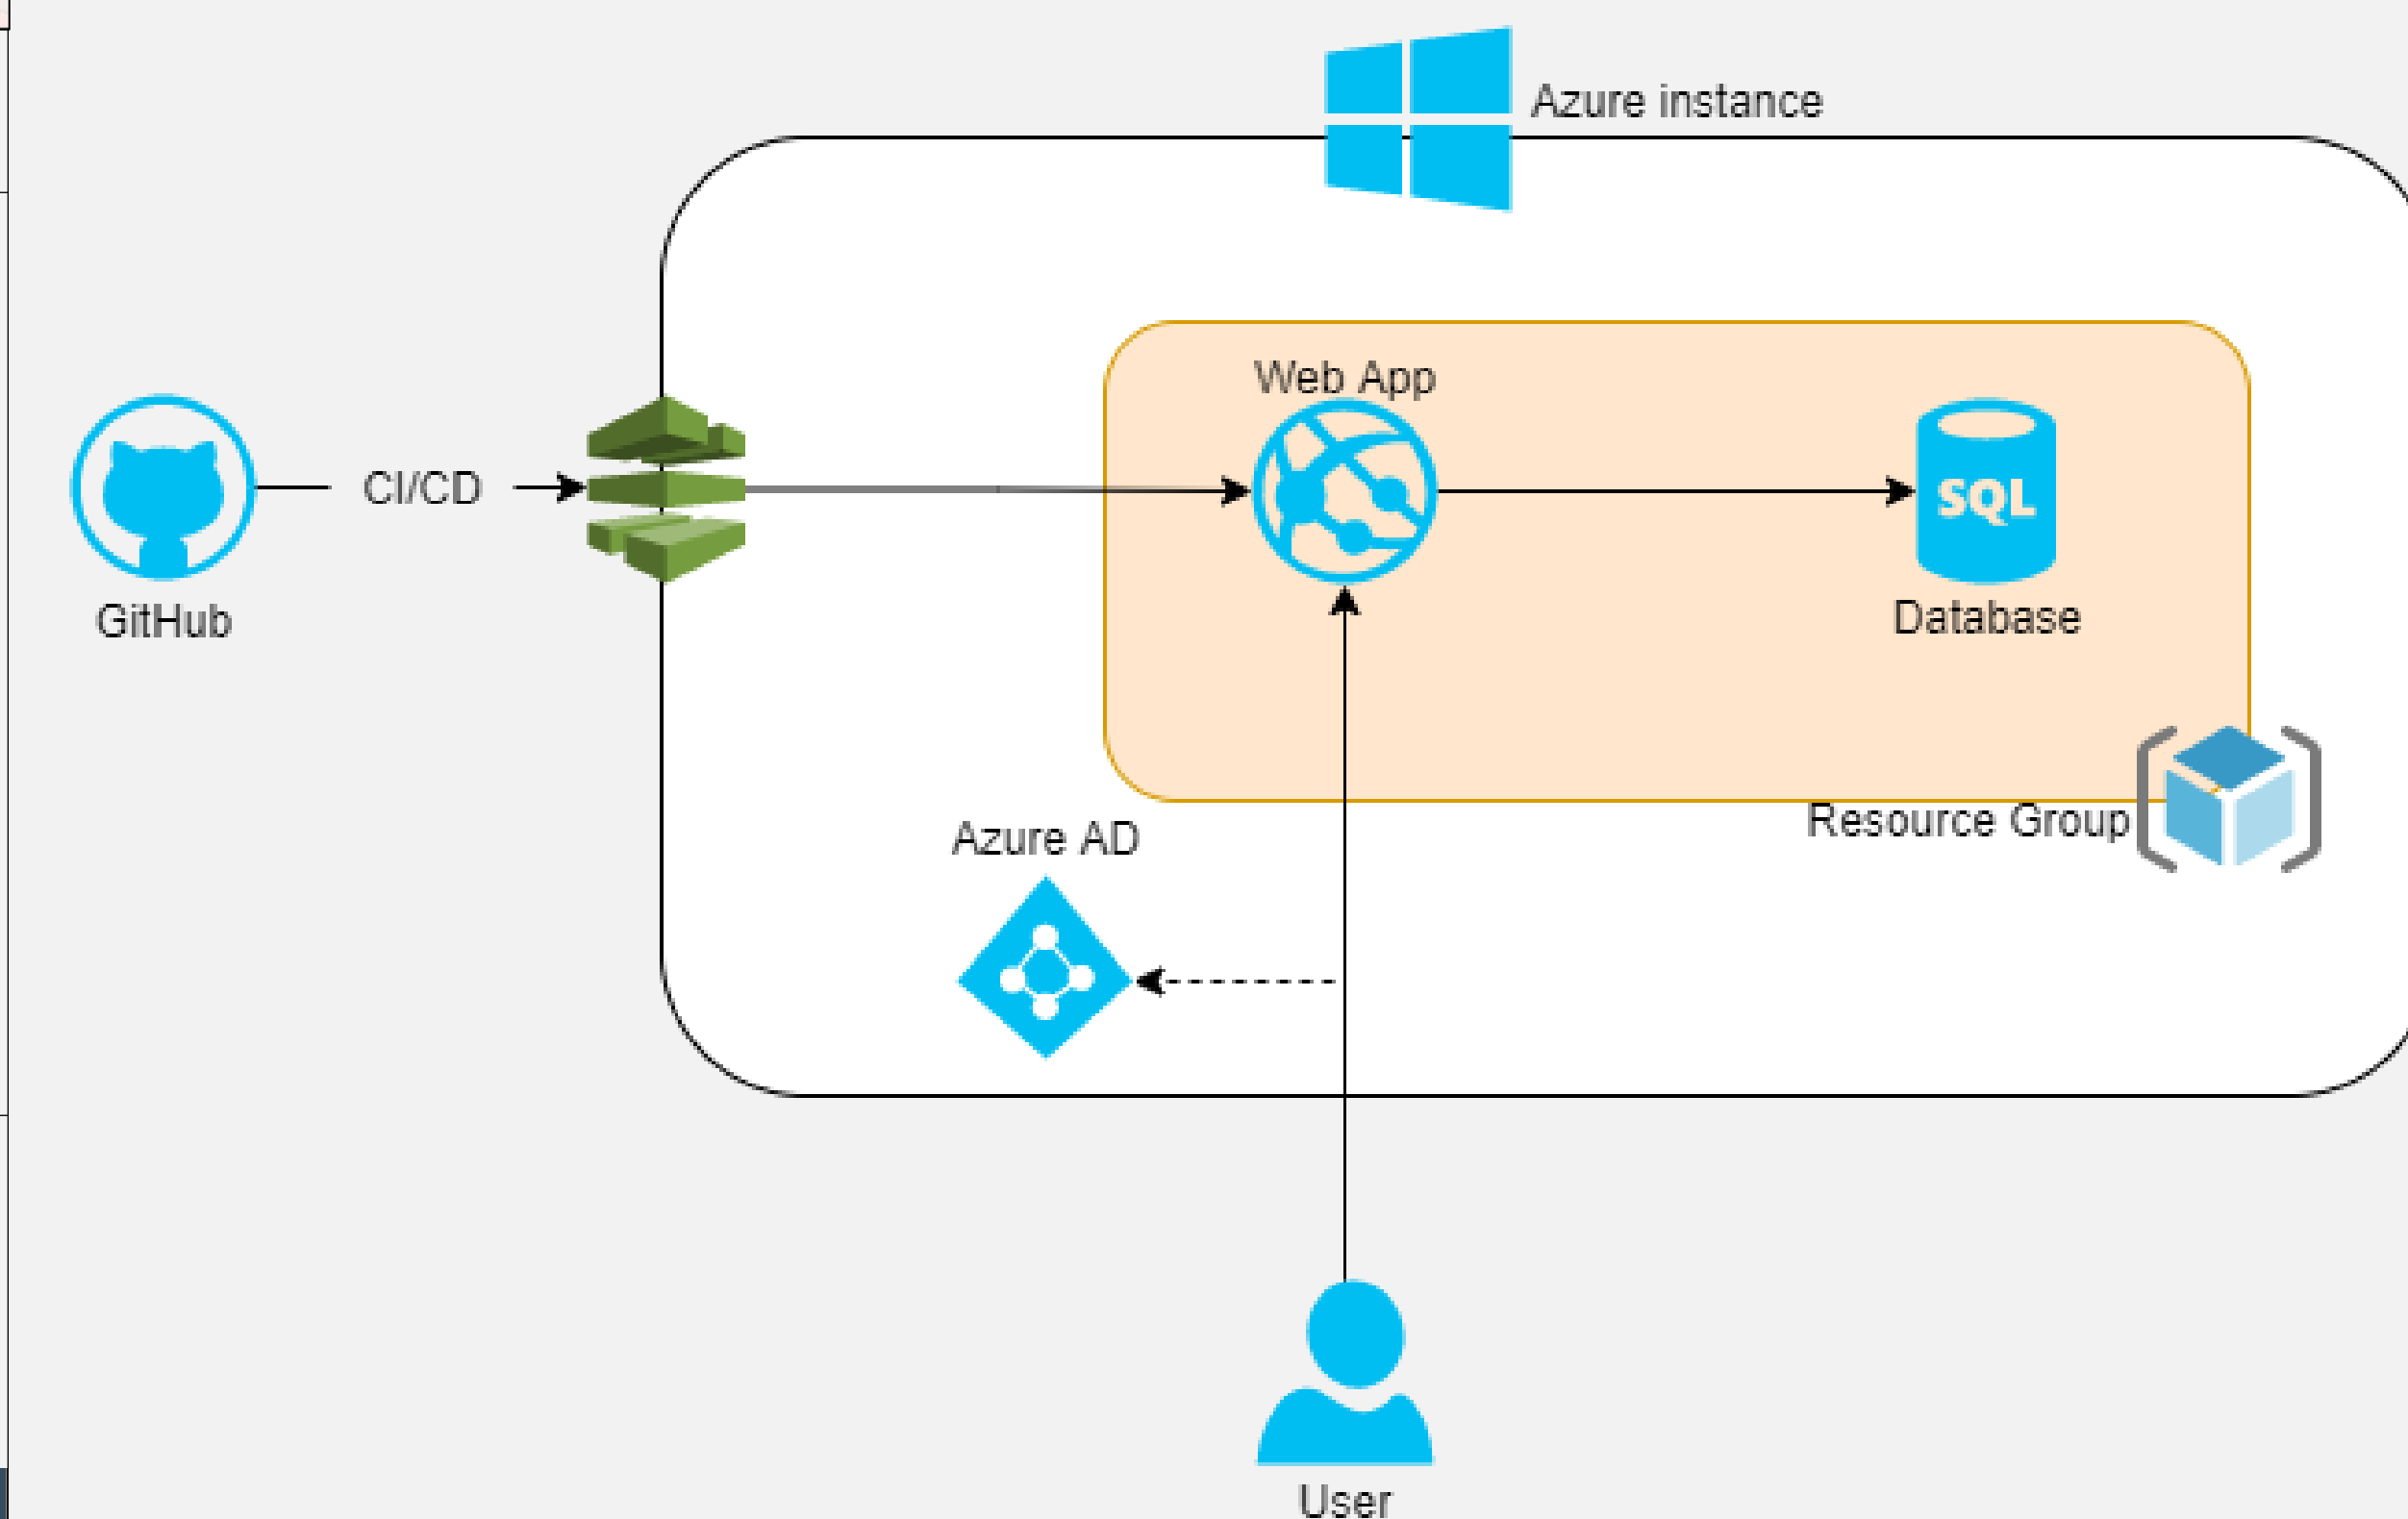 Azure instance
Web App
CI/CD
SQL
GitHub
Database
Resource Group
Azure AD
User